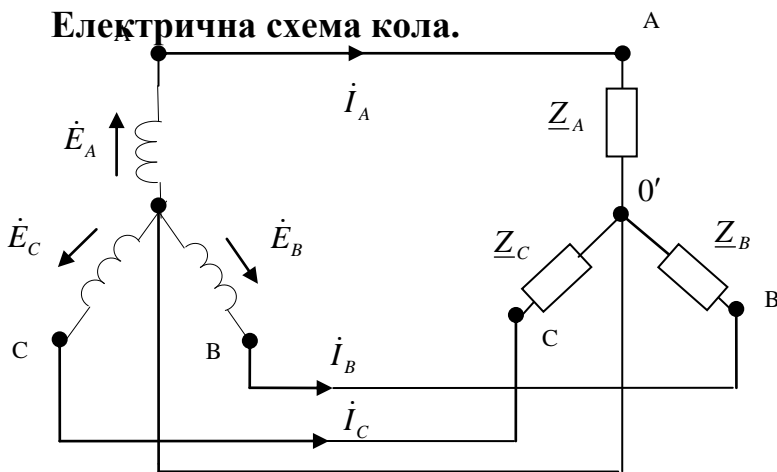 Електрична схема кола.
A
A
İ_A
Z_A
Ė_A
0′
Ė_C
Ė_B
Z_C
Z_B
C
B
C
B
İ_B
İ_C